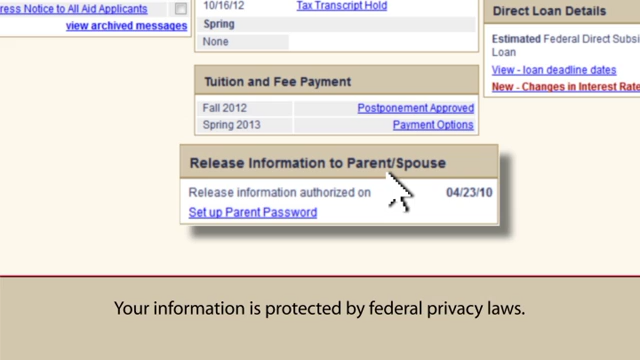 ress Notice to All Aid Applicants
view archived messages
10/16/12 Tax Transcript Hold
Spring
None
Direct Loan Details
Estimated Federal Direct Subsi
Loan
View - loan deadline dates
New - Changes in Interest Rate
Tuition and Fee Payment
Fall 2012 Postponement Approved
Spring 2013 Payment Options
Release Information to Parent/Spouse
Release information authorized on 04/23/10
Set up Parent Password
Your information is protected by federal privacy laws.